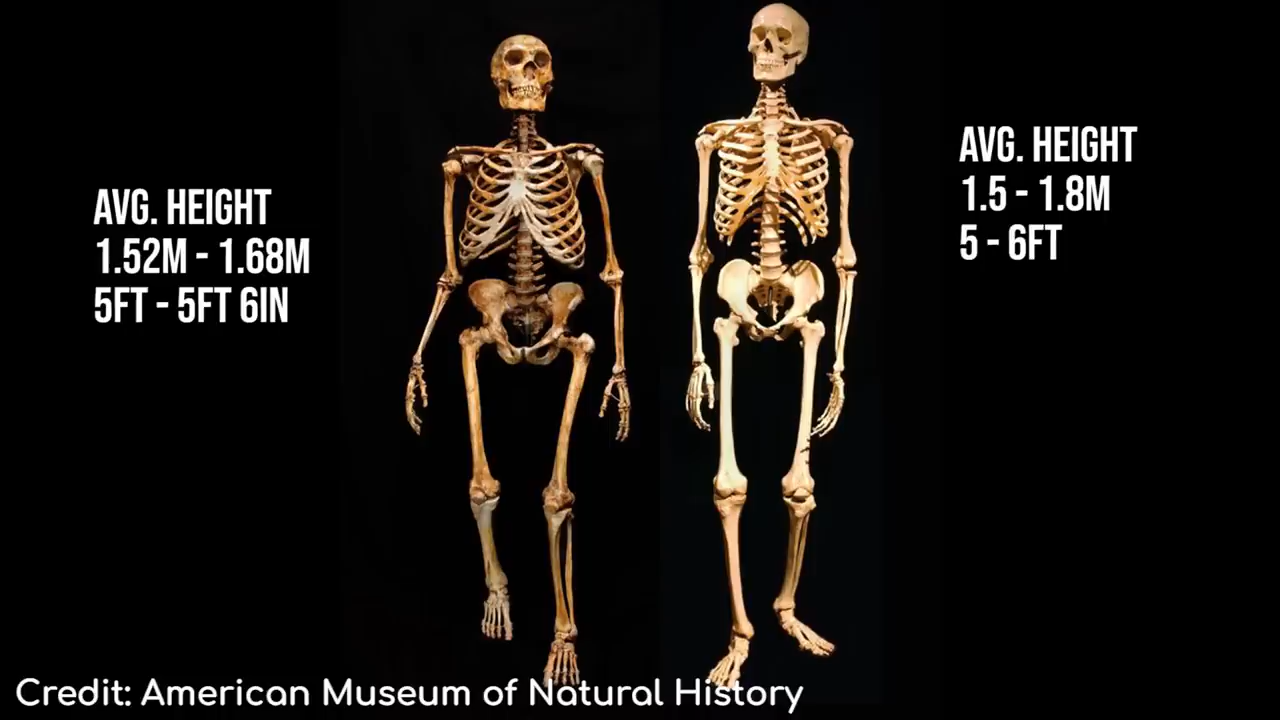 AVG. HEIGHT
1.52M - 1.68M
5FT - 5FT 6IN
AVG. HEIGHT
1.5 - 1.8M
5 - 6FT
Credit: American Museum of Natural History